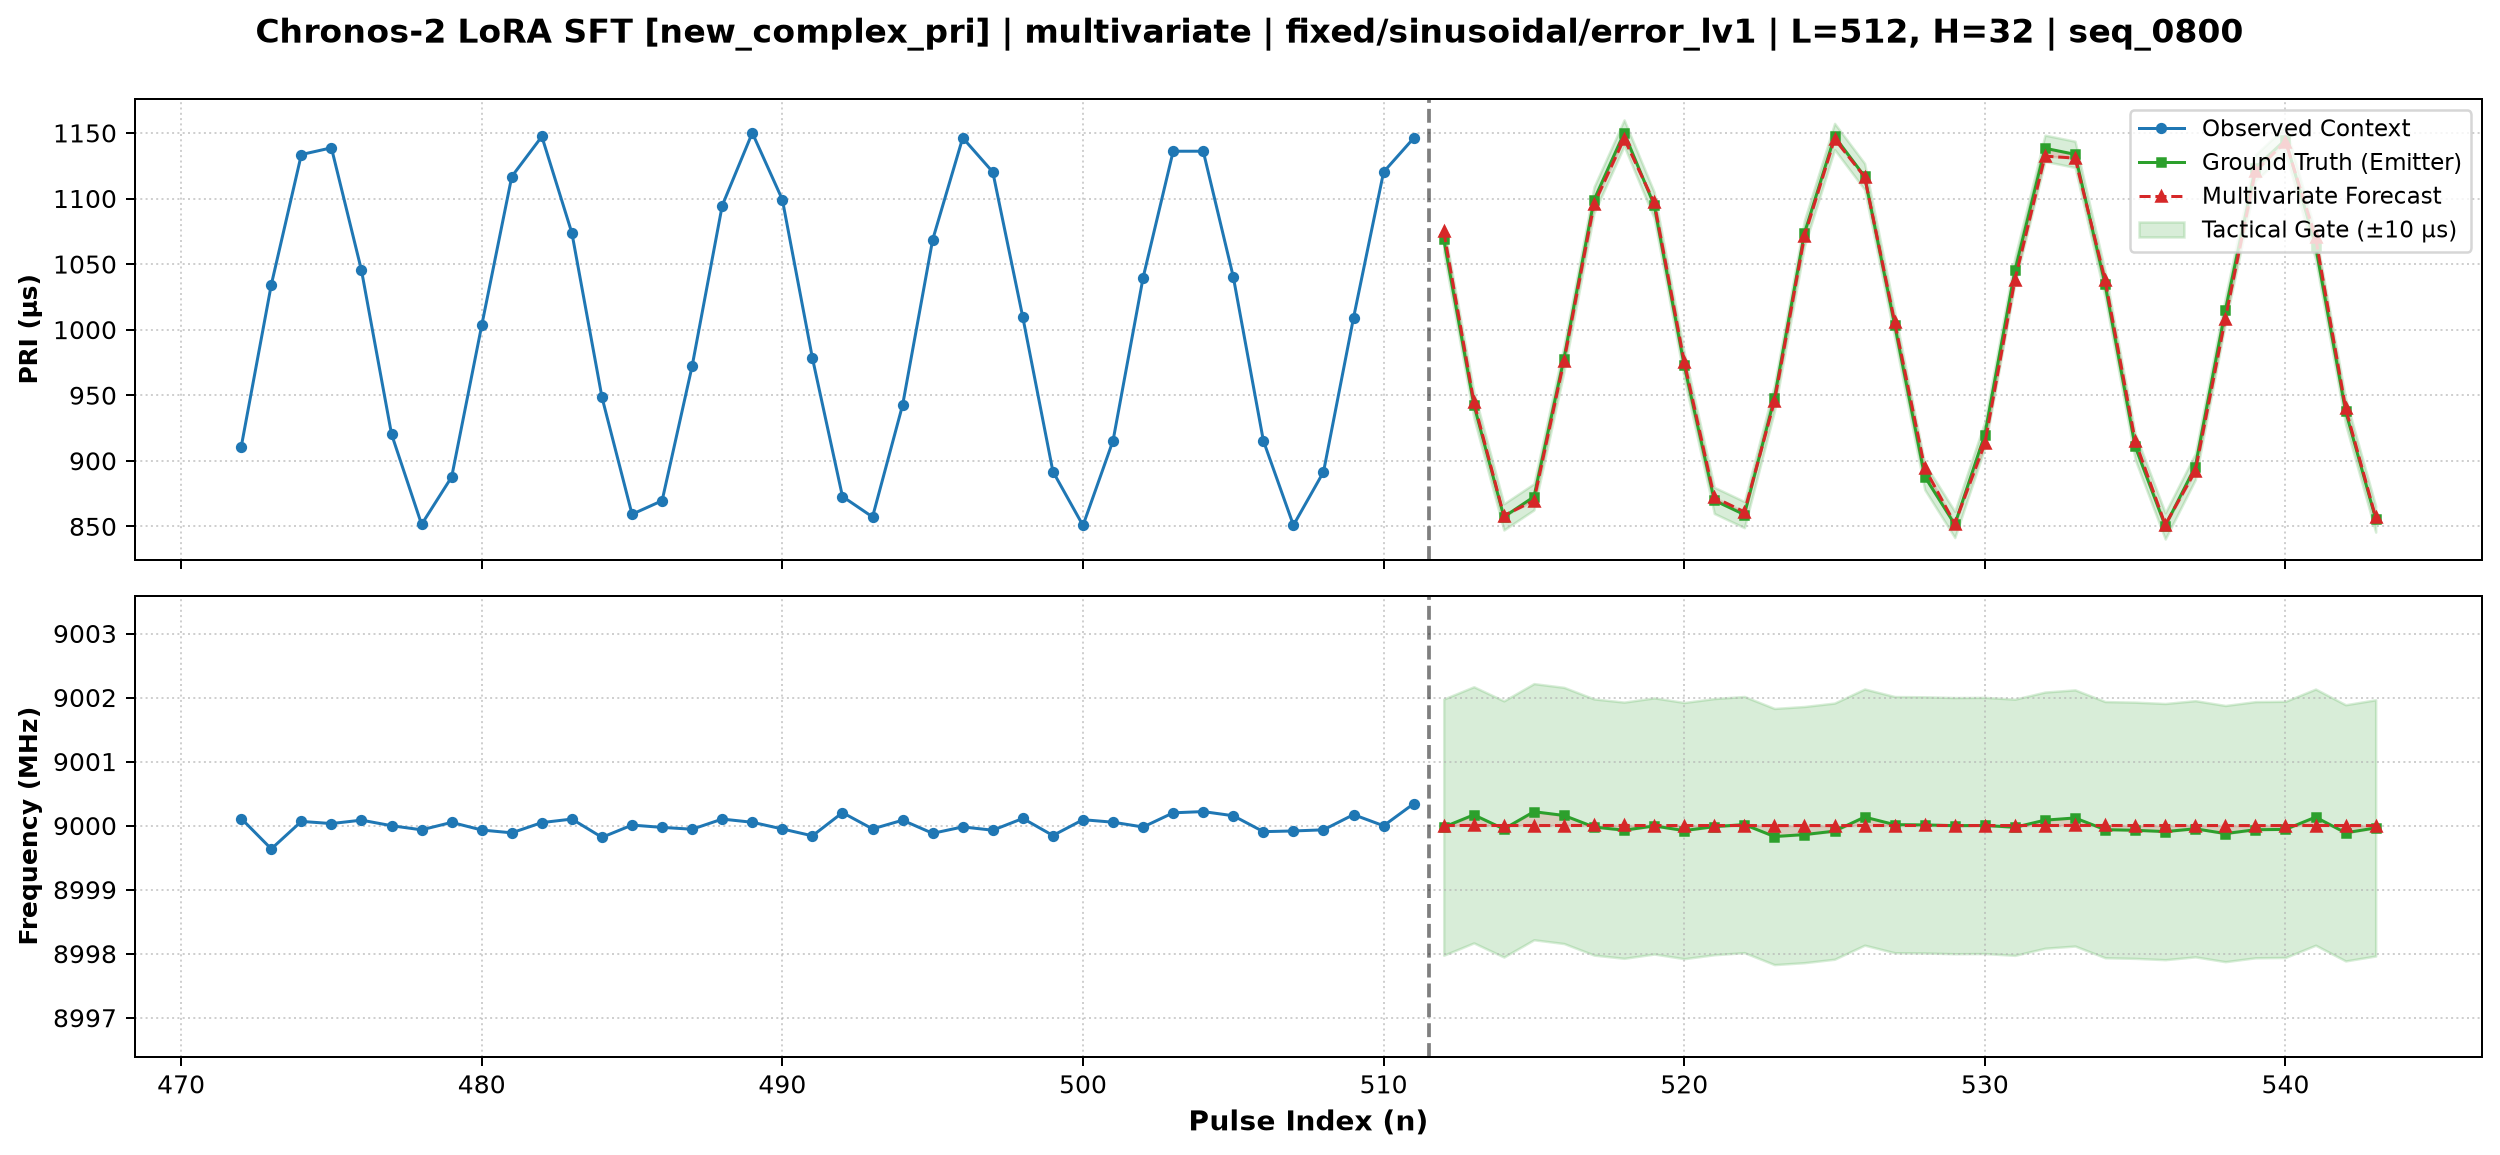 Chronos-2 LoRA SFT [new_complex_pri] | multivariate | fixed/sinusoidal/error_lv1 | L=512, H=32 | seq_0800
PRI (µs)
1150
1100
1050
1000
950
900
850
Observed Context
Ground Truth (Emitter)
Multivariate Forecast
Tactical Gate (±10 µs)
Frequency (MHz)
9003
9002
9001
9000
8999
8998
8997
470 480 490 500 510 520 530 540
Pulse Index (n)